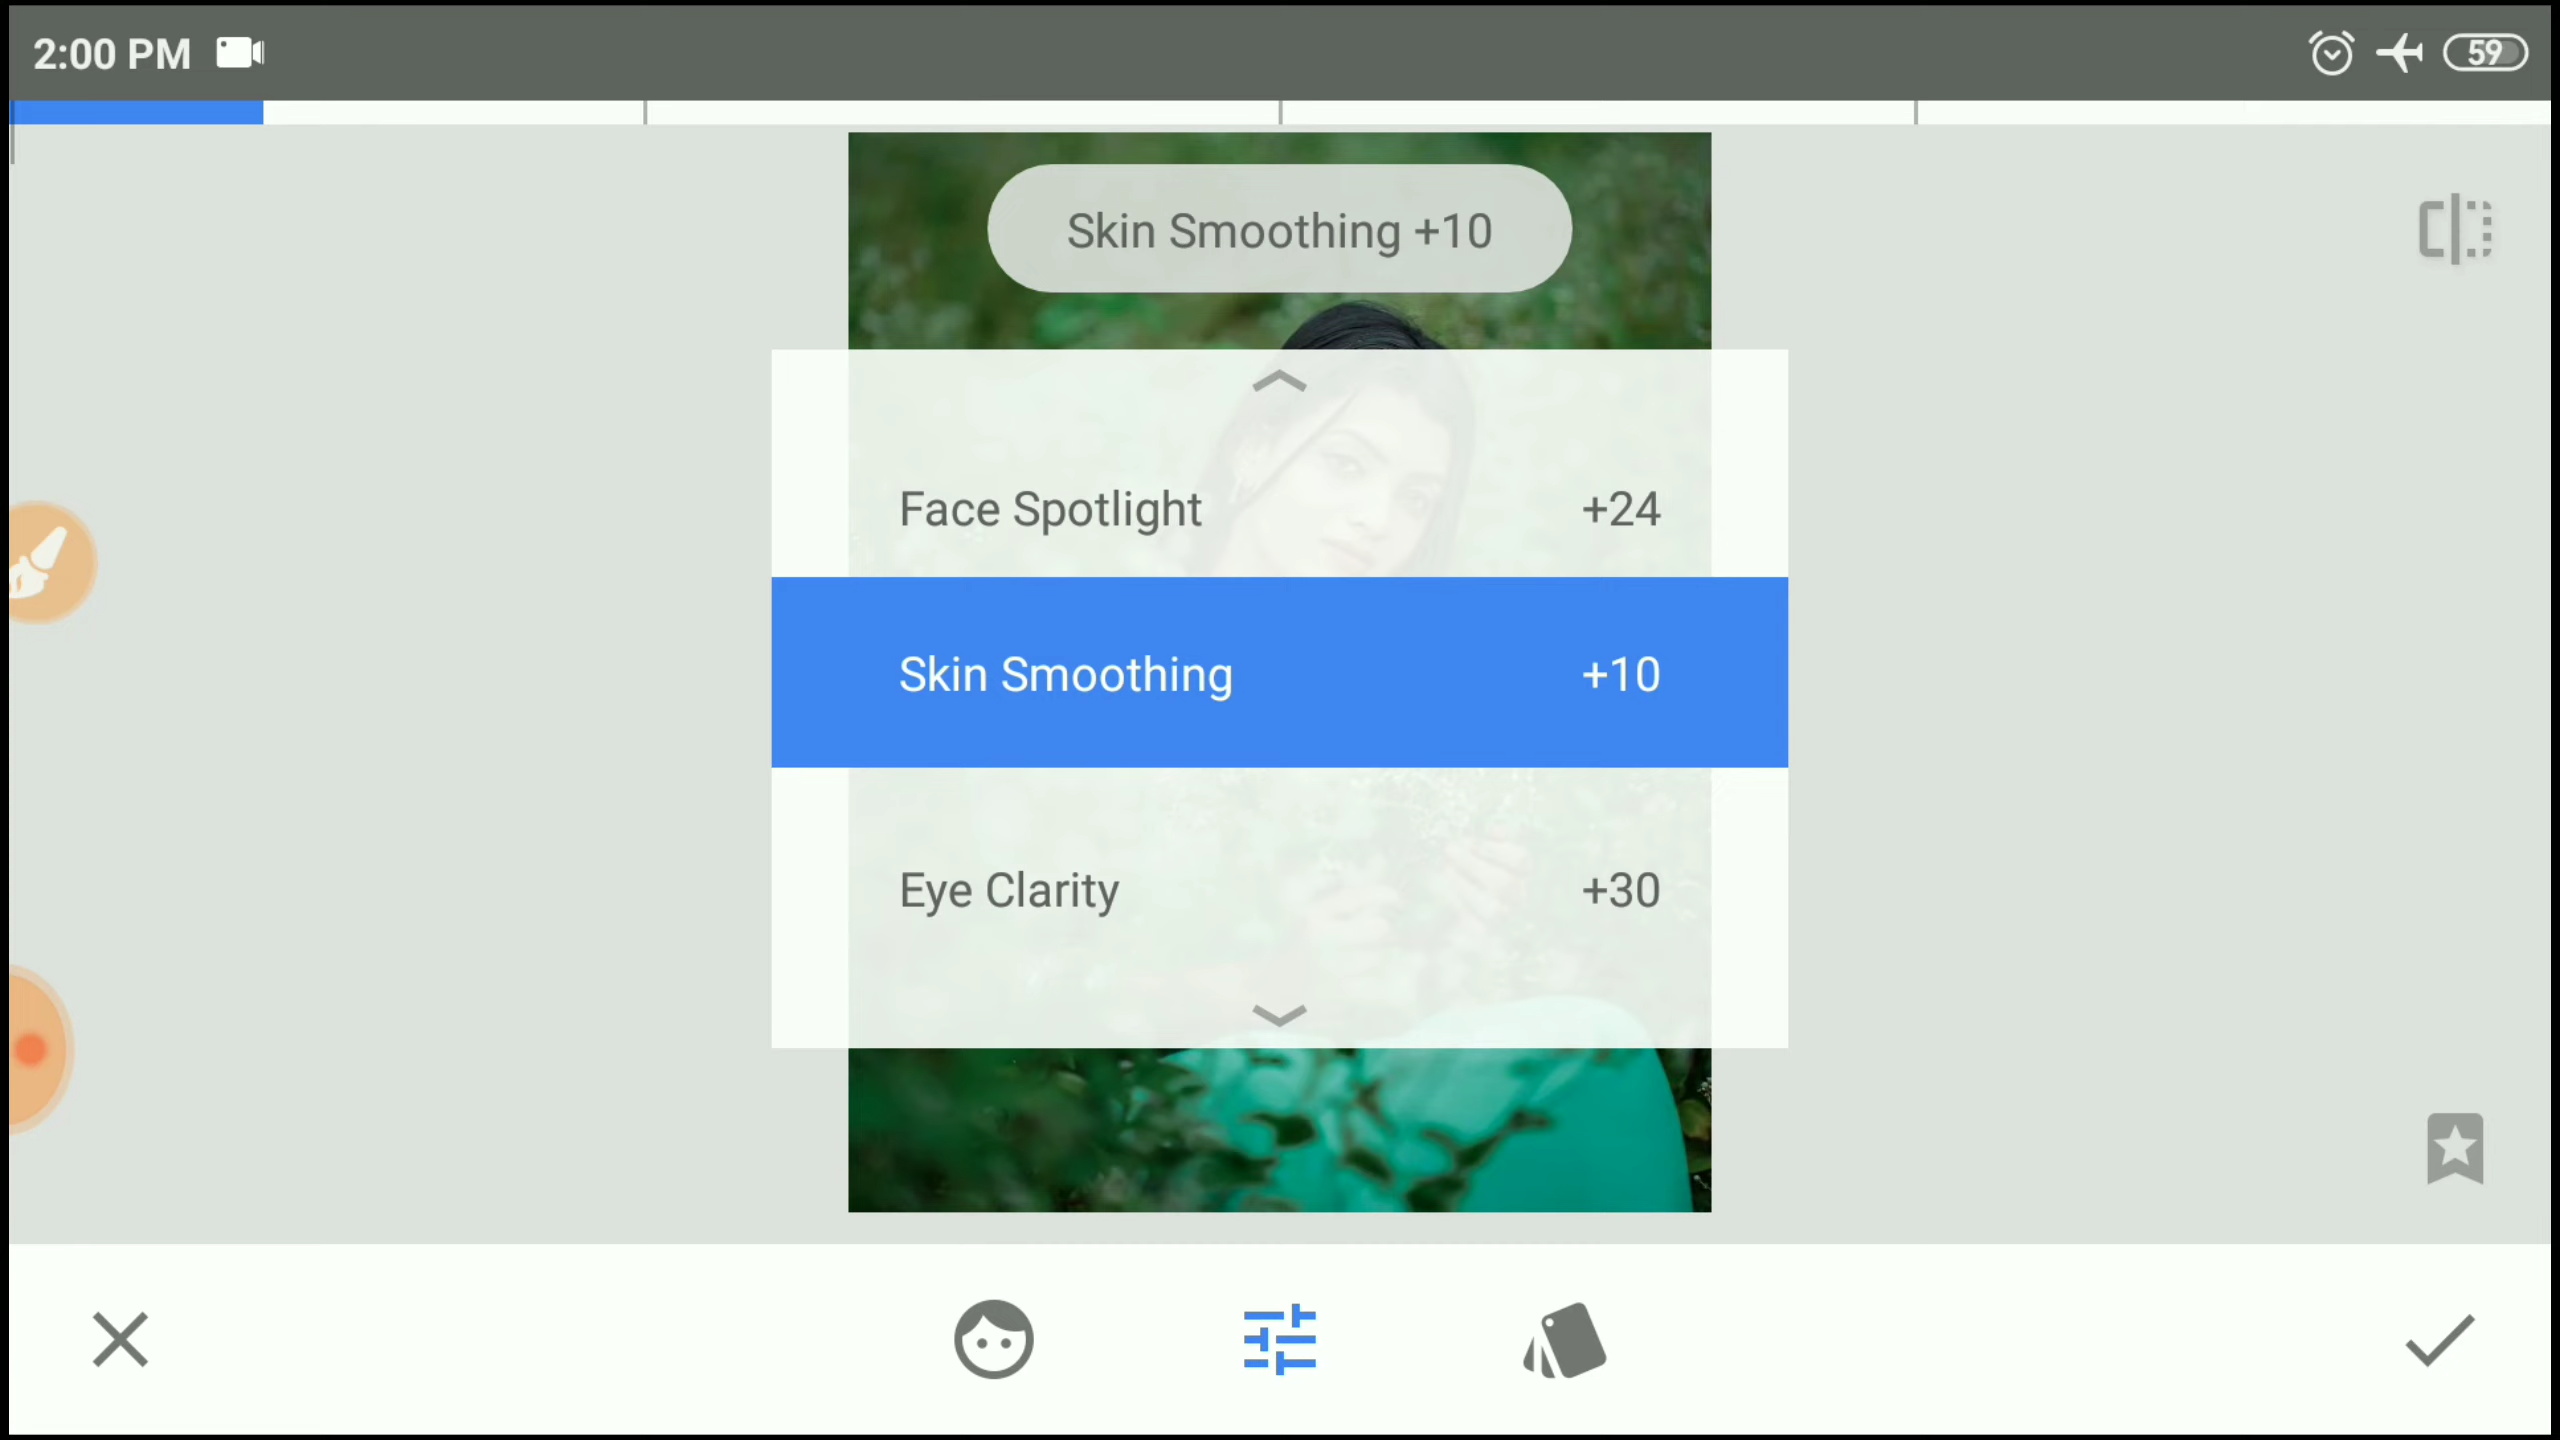 2:00 PM
59
Skin Smoothing +10
Face Spotlight +24
Skin Smoothing +10
Eye Clarity +30